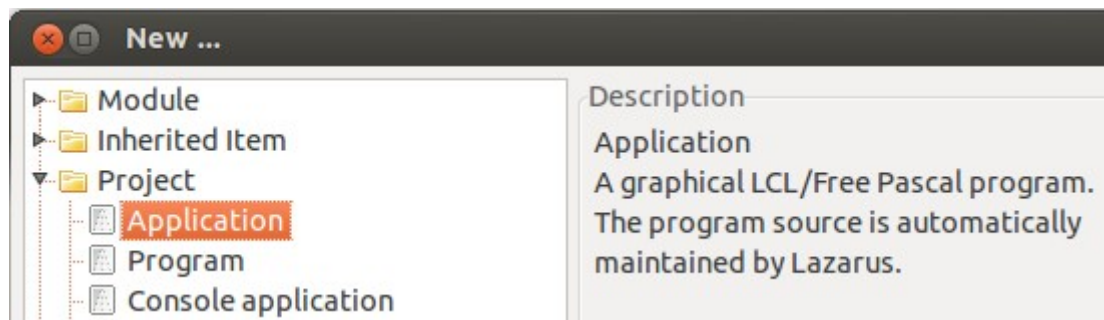 New ...
Module
Inherited Item
Project
Application
Program
Console application
Description
Application
A graphical LCL/Free Pascal program.
The program source is automatically
maintained by Lazarus.